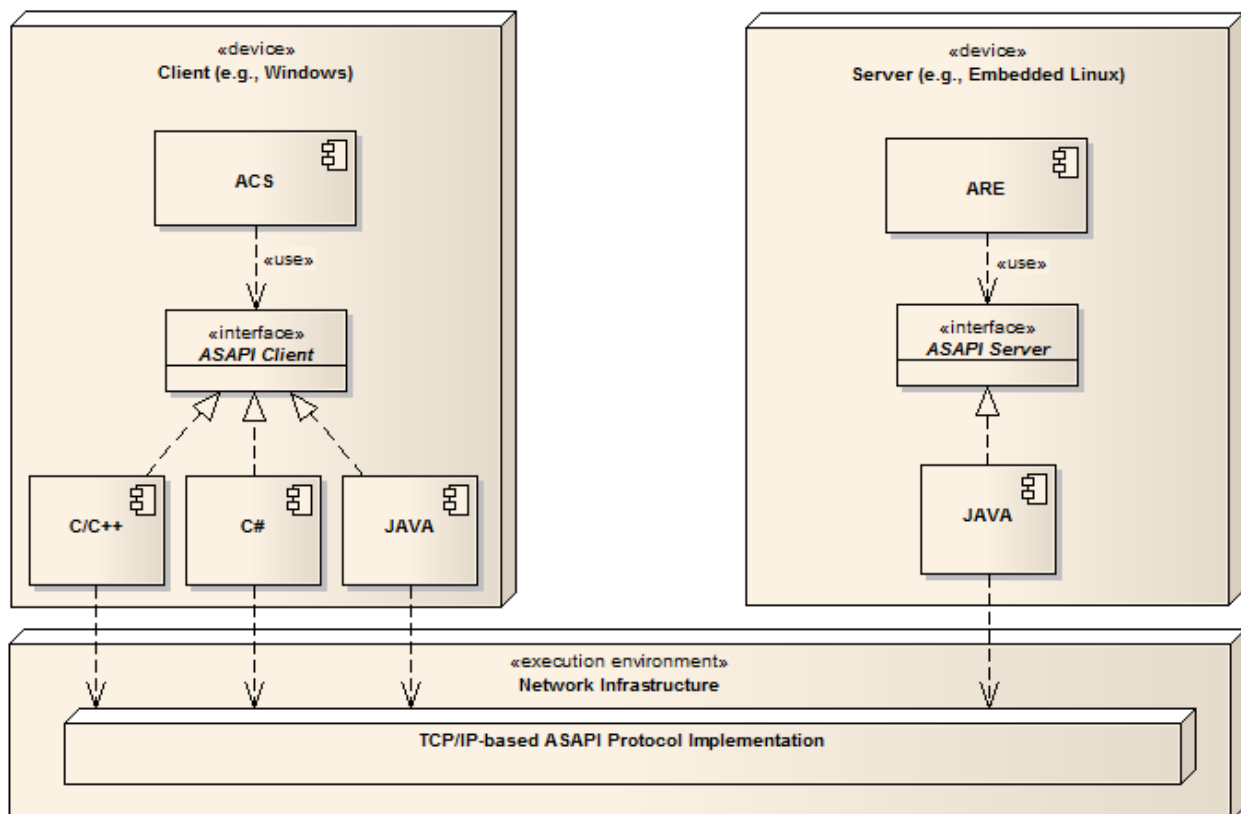 «device»
Client (e.g., Windows)
ACS
«use»
«interface»
ASAPI Client
C/C++
C#
JAVA
«device»
Server (e.g., Embedded Linux)
ARE
«use»
«interface»
ASAPI Server
JAVA
«execution environment»
Network Infrastructure
TCP/IP-based ASAPI Protocol Implementation